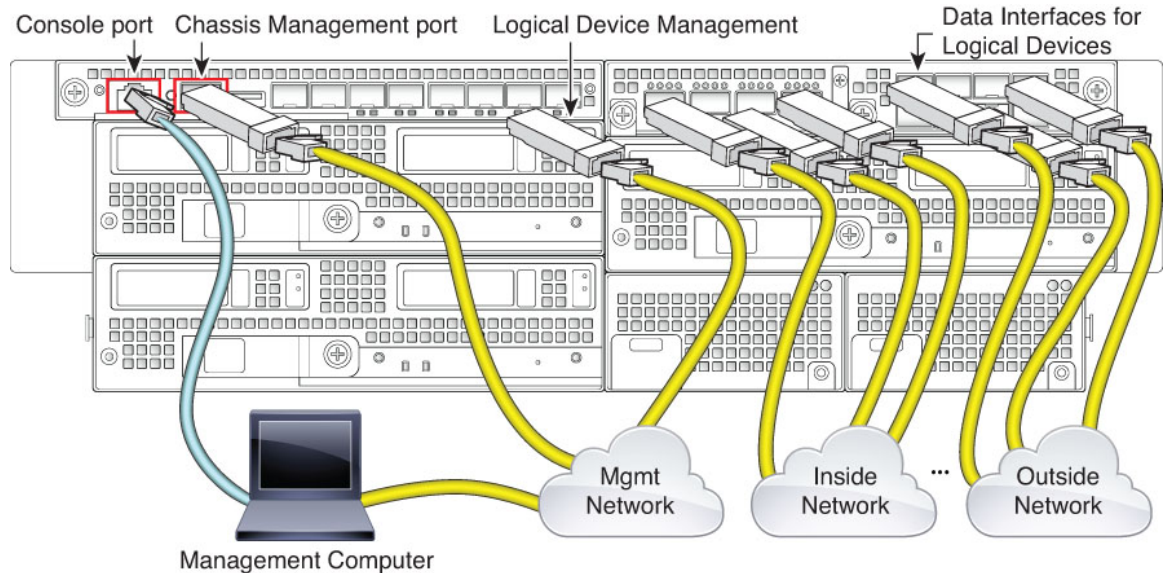 Console port
Chassis Management port
Logical Device Management
Data Interfaces for
Logical Devices
Mgmt
Network
Inside
Network
...
Outside
Network
Management Computer